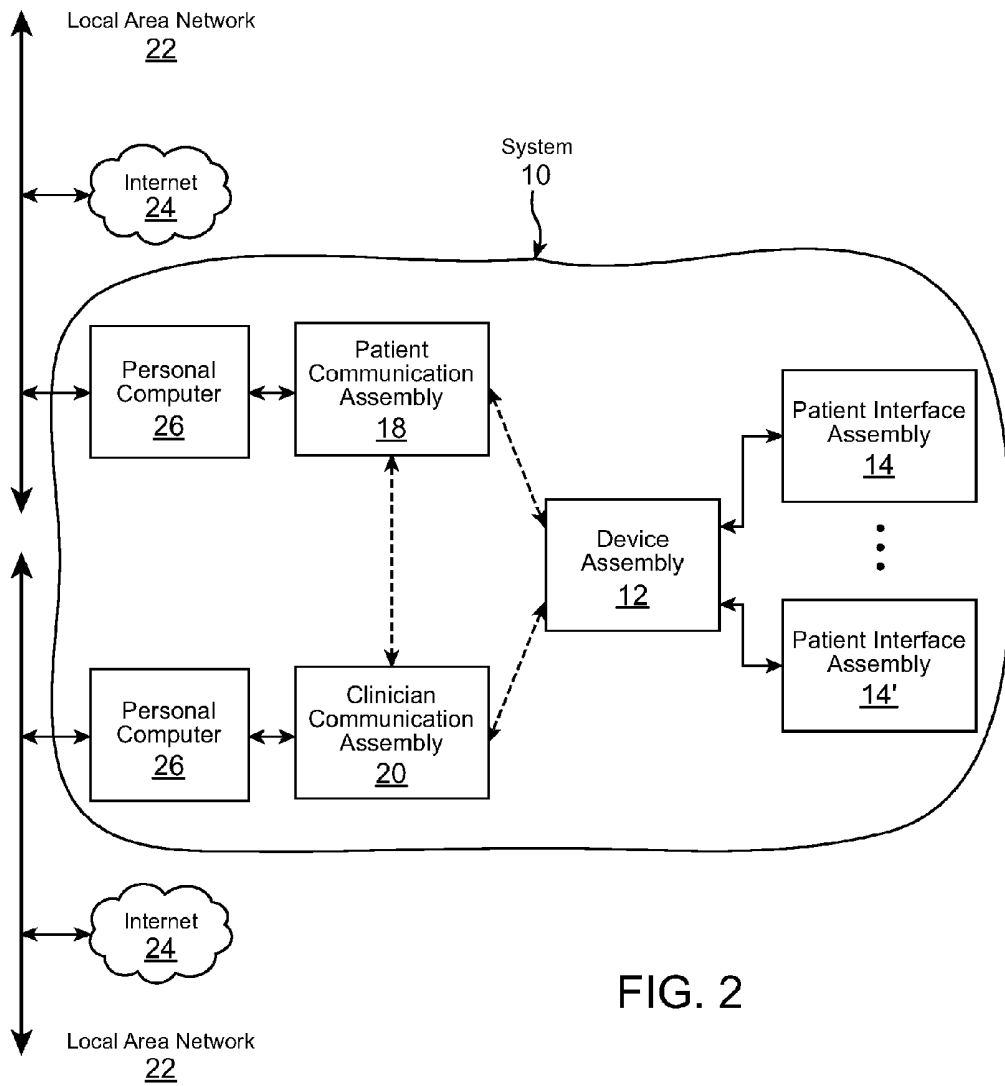 Local Area Network
22
System
10
Internet
24
Personal
Computer
26
Patient
Communication
Assembly
18
Patient Interface
Assembly
14
Device
Assembly
12
Patient Interface
Assembly
14'
Personal
Computer
26
Clinician
Communication
Assembly
20
Internet
24
FIG. 2
Local Area Network
22